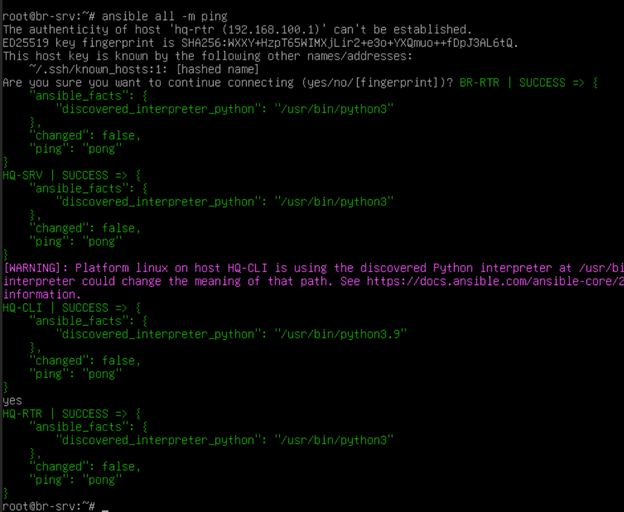 root@br-srv:~# ansible all -m ping
The authenticity of host 'hq-rtr (192.168.100.1)' can't be established.
ED25519 key fingerprint is SHA256:WXXY+HzpT65WIMXjLir2+e3o+YXQmuo++fDpJ3AL6tQ.
This host key is known by the following other names/addresses:
    ~/.ssh/known_hosts:1: [hashed name]
Are you sure you want to continue connecting (yes/no/[fingerprint])? BR-RTR | SUCCESS => {
    "ansible_facts": {
        "discovered_interpreter_python": "/usr/bin/python3"
    },
    "changed": false,
    "ping": "pong"
}
HQ-SRV | SUCCESS => {
    "ansible_facts": {
        "discovered_interpreter_python": "/usr/bin/python3"
    },
    "changed": false,
    "ping": "pong"
}
[WARNING]: Platform linux on host HQ-CLI is using the discovered Python interpreter at /usr/bi
interpreter could change the meaning of that path. See https://docs.ansible.com/ansible-core/2
information.
HQ-CLI | SUCCESS => {
    "ansible_facts": {
        "discovered_interpreter_python": "/usr/bin/python3.9"
    },
    "changed": false,
    "ping": "pong"
}
yes
HQ-RTR | SUCCESS => {
    "ansible_facts": {
        "discovered_interpreter_python": "/usr/bin/python3"
    },
    "changed": false,
    "ping": "pong"
}
root@br-srv:~# _